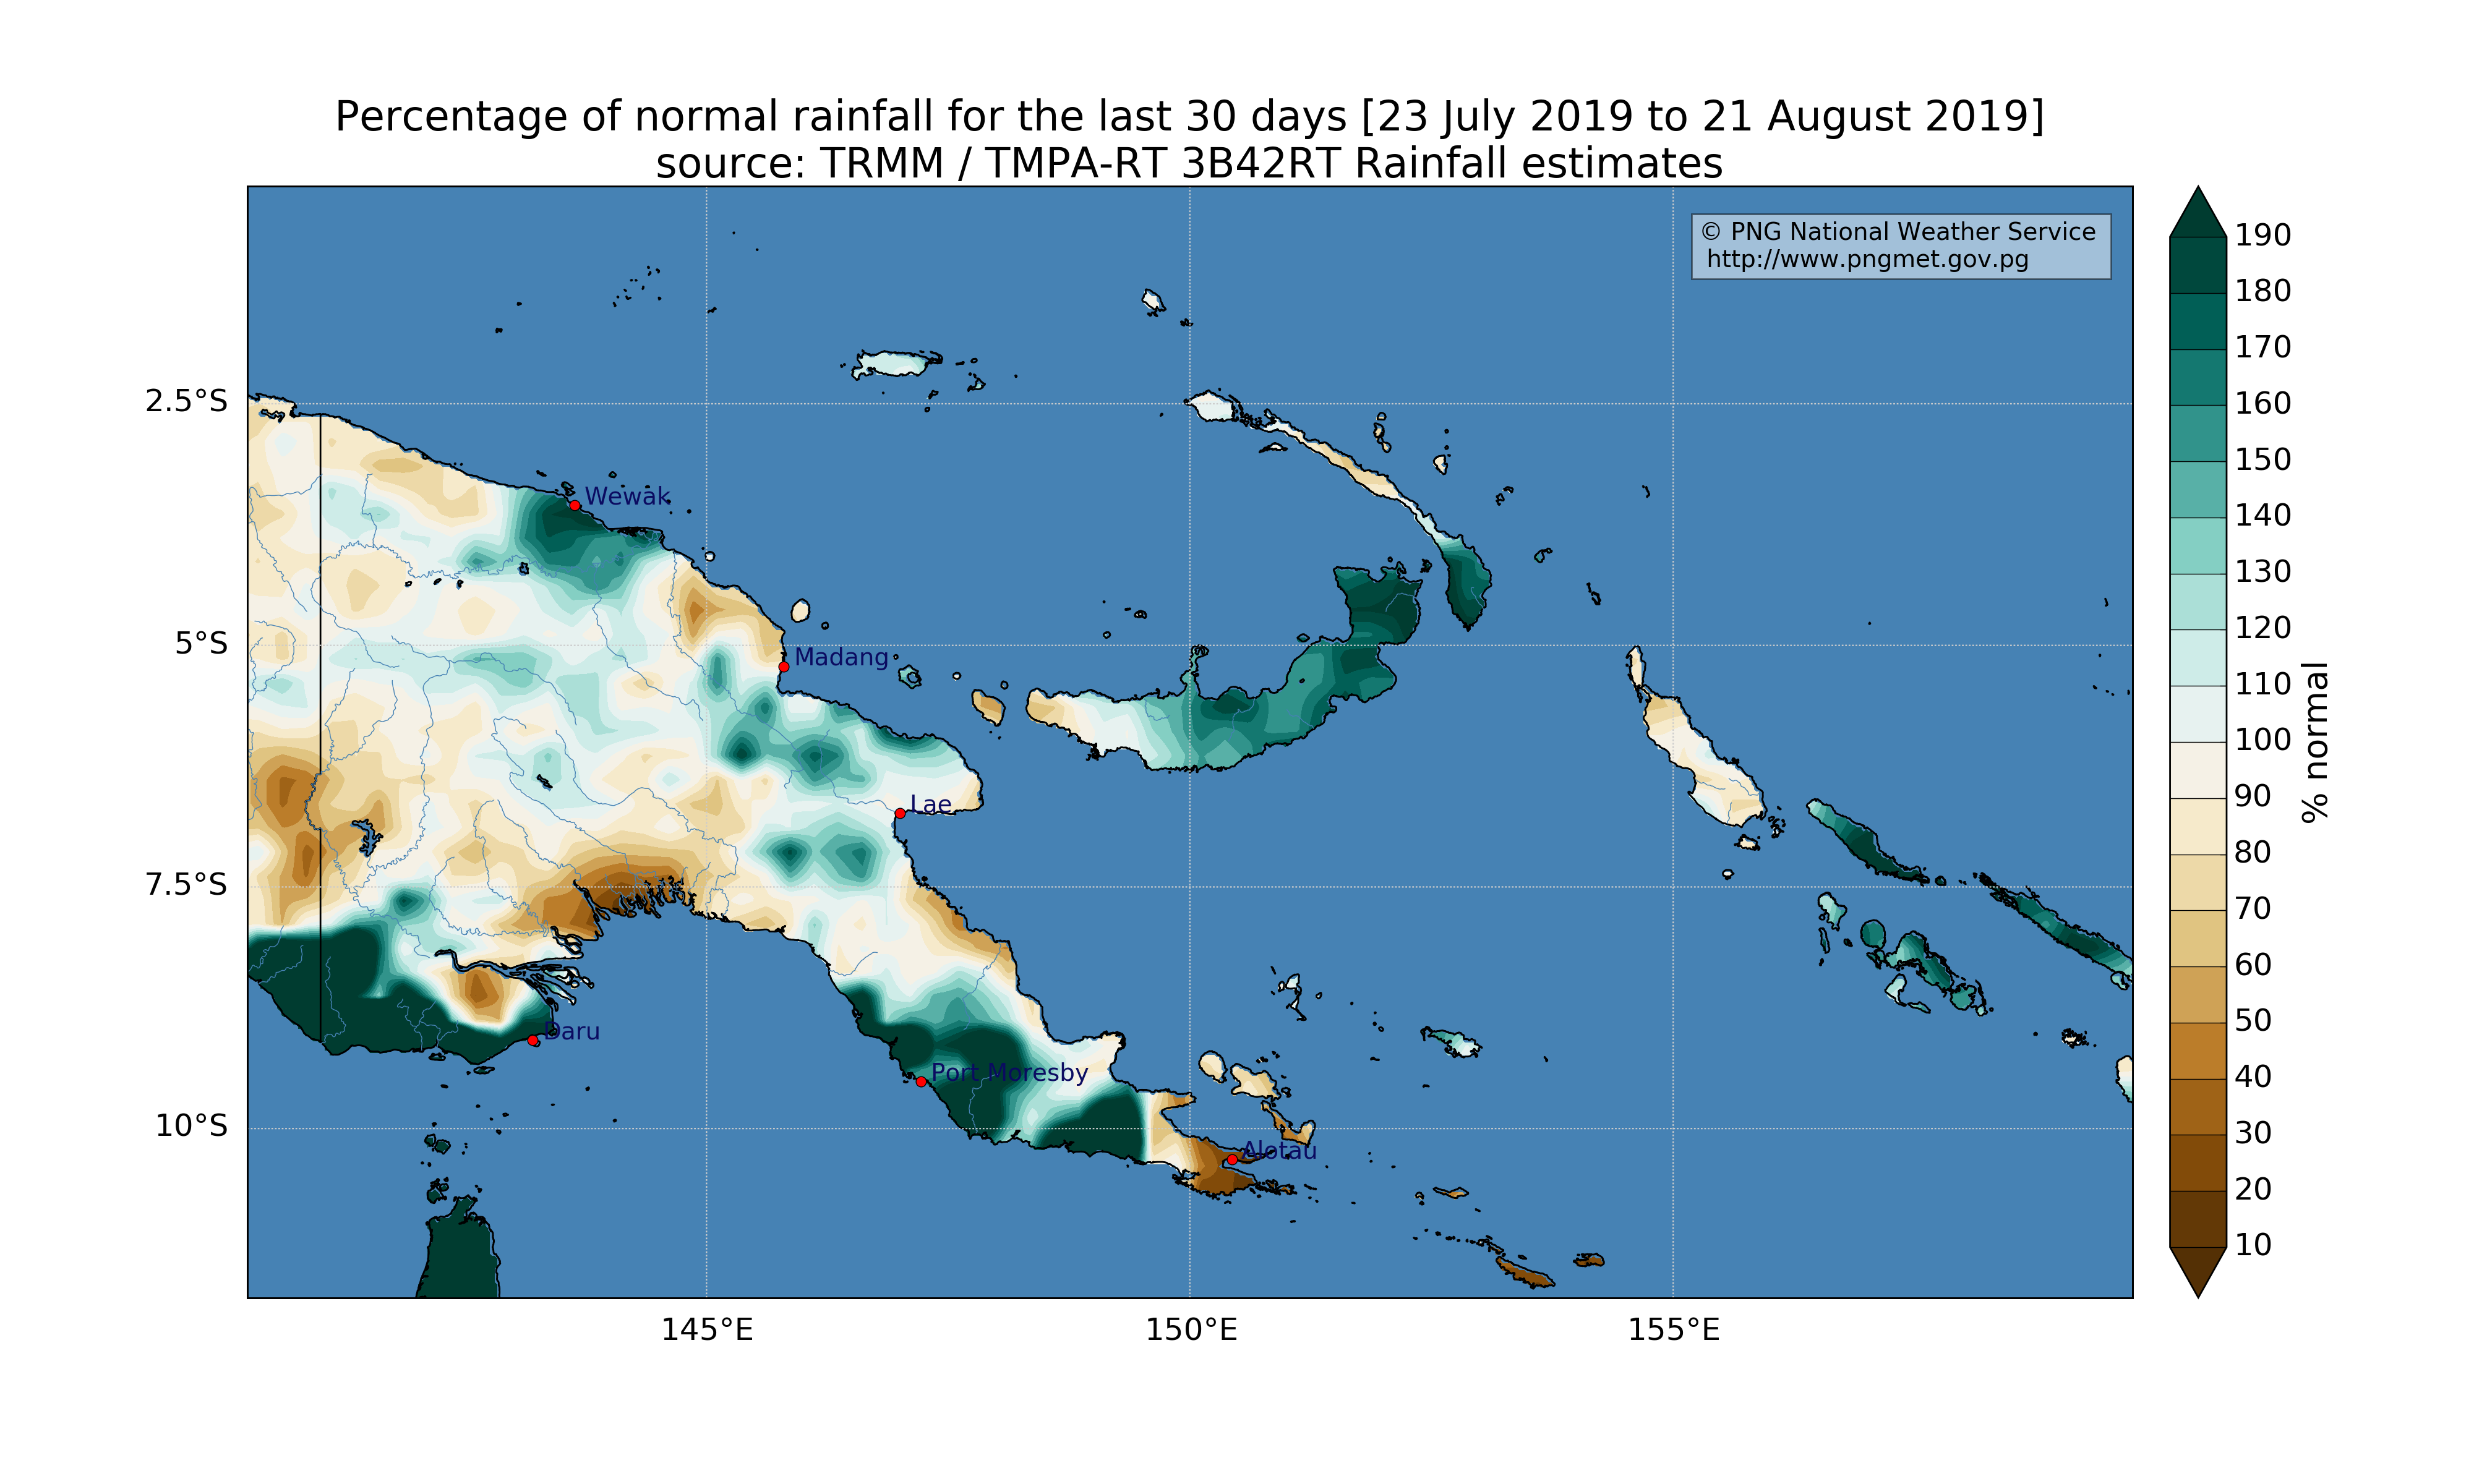 Percentage of normal rainfall for the last 30 days [23 July 2019 to 21 August 2019]
source: TRMM / TMPA-RT 3B42RT Rainfall estimates
© PNG National Weather Service
http://www.pngmet.gov.pg
190
180
170
160
150
140
130
120
110
100
90
80
70
60
50
40
30
20
10
% normal
2.5°S
5°S
7.5°S
10°S
Wewak
Madang
Lae
Daru
Port Moresby
Alotau
145°E
150°E
155°E